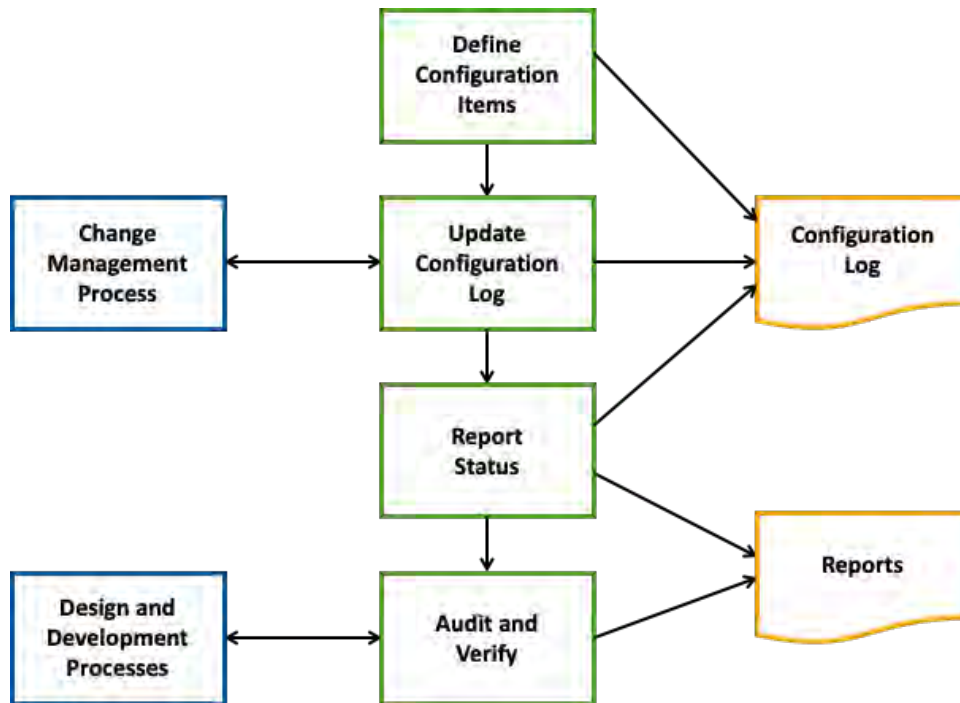 Define
Configuration
Items
Change
Management
Process
Update
Configuration
Log
Configuration
Log
Report
Status
Reports
Design and
Development
Processes
Audit and
Verify